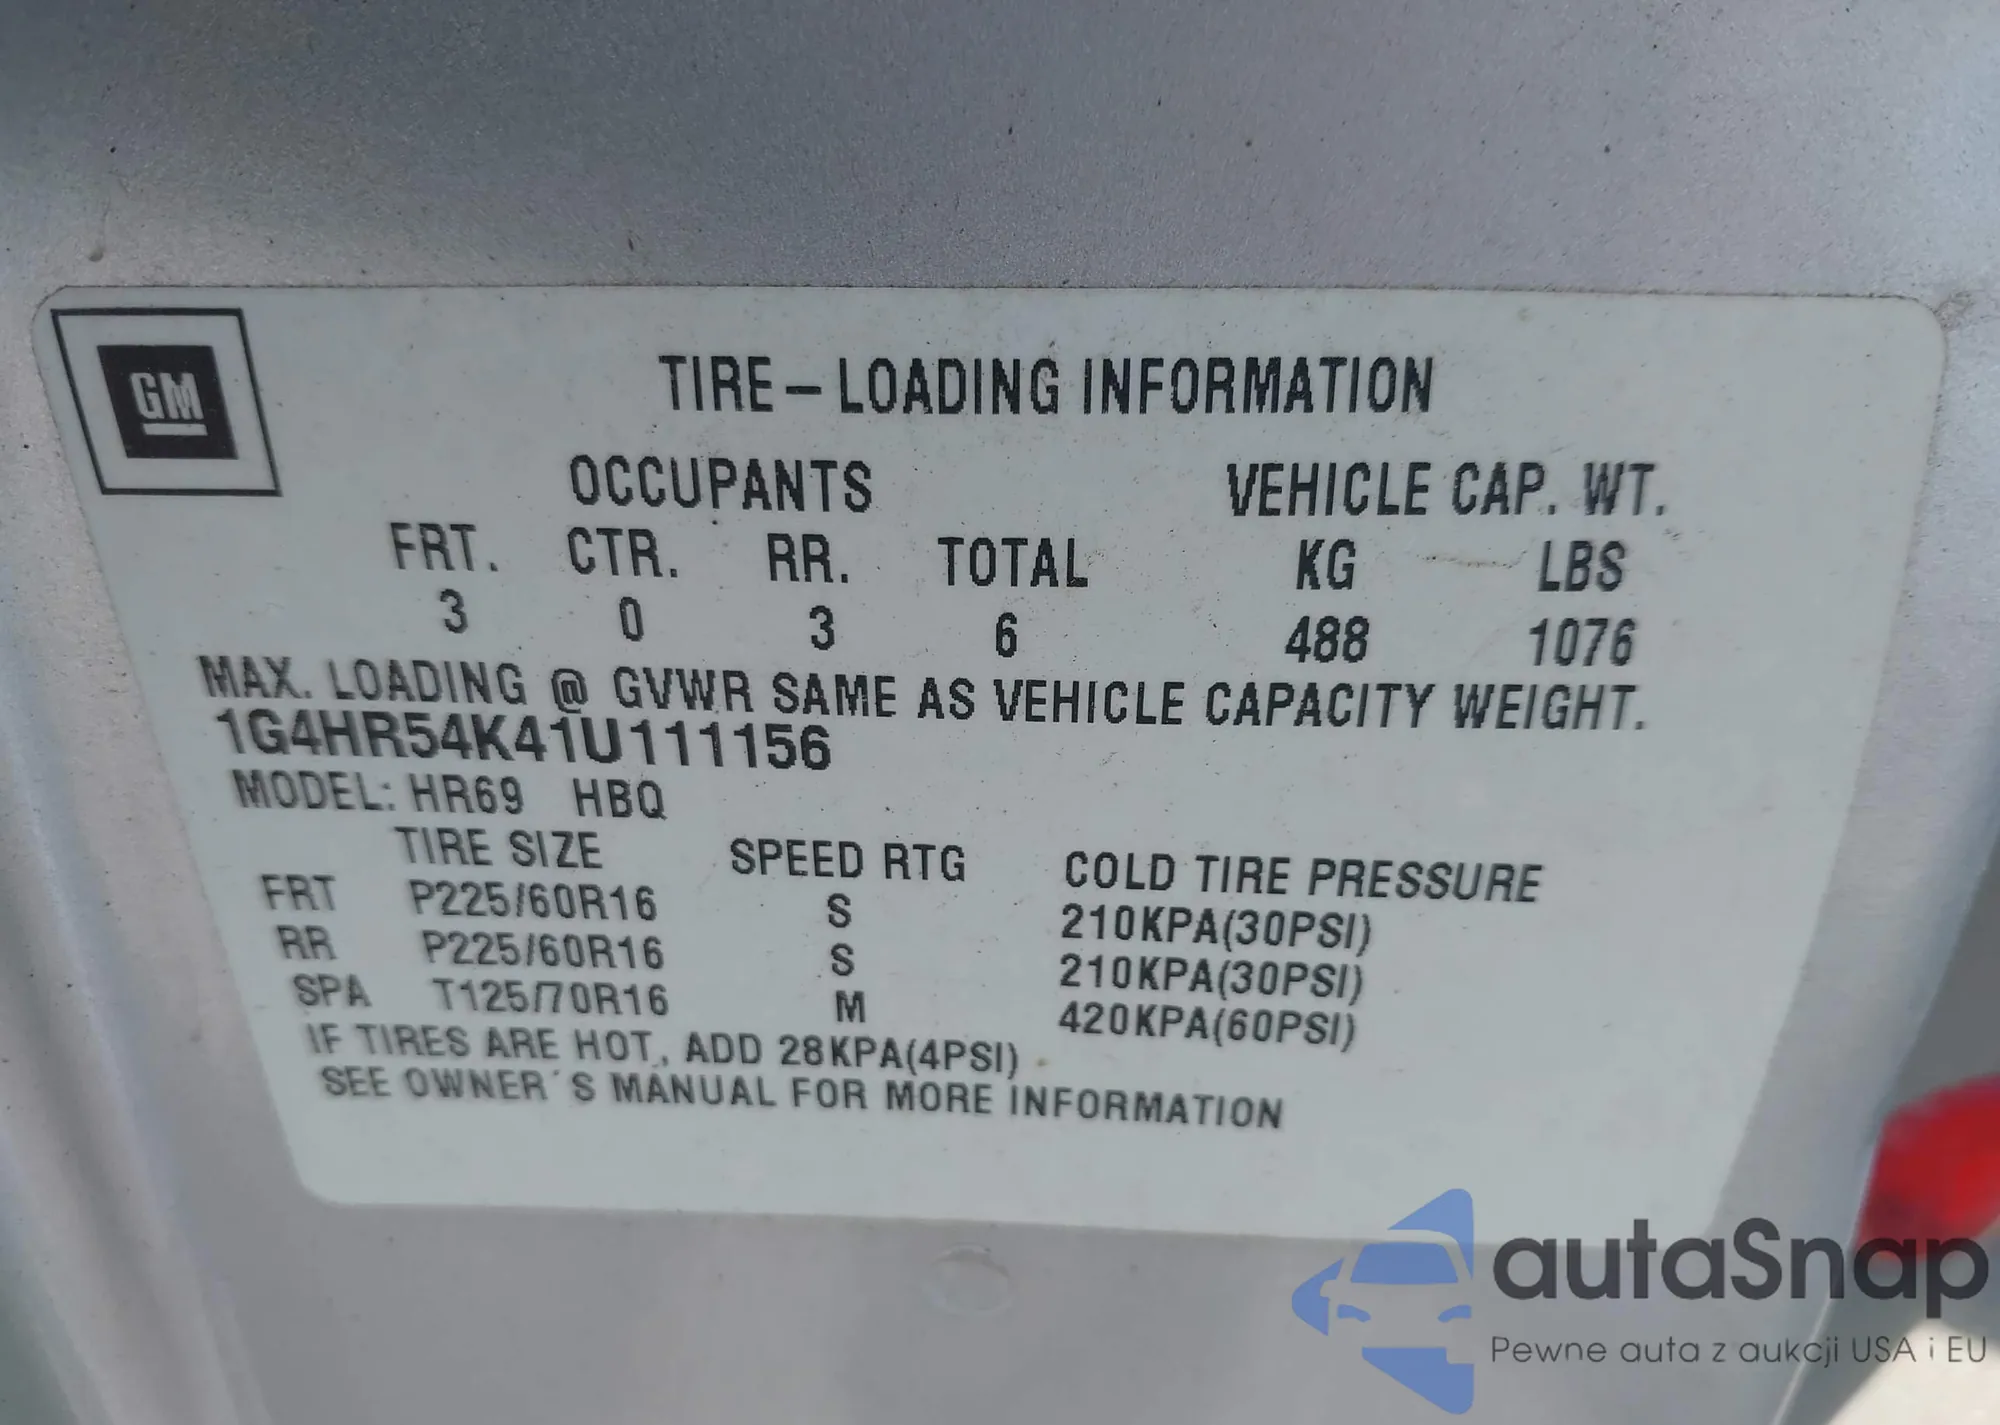 GM
TIRE-LOADING INFORMATION
OCCUPANTS VEHICLE CAP. WT.
FRT. CTR. RR. TOTAL KG LBS
3 0 3 6 488 1076
MAX. LOADING @ GVWR SAME AS VEHICLE CAPACITY WEIGHT.
1G4HR54K41U111156
MODEL: HR69 HBQ
TIRE SIZE SPEED RTG COLD TIRE PRESSURE
FRT P225/60R16 S 210KPA(30PSI)
RR P225/60R16 S 210KPA(30PSI)
SPA T125/70R16 M 420KPA(60PSI)
IF TIRES ARE HOT, ADD 28KPA(4PSI)
SEE OWNER´S MANUAL FOR MORE INFORMATION
autaSnap
Pewne auta z aukcji USA i EU